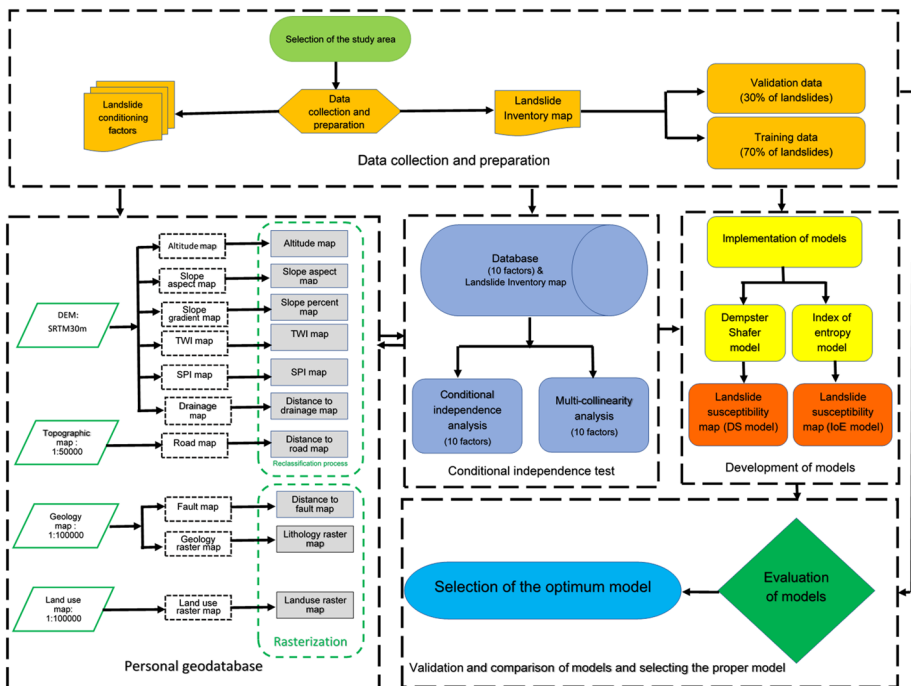 Selection of the study area
Landslide
conditioning
factors
Data
collection and
preparation
Landslide
Inventory map
Validation data
(30% of landslides)
Training data
(70% of landslides)
Data collection and preparation
DEM:
SRTM30m
Altitude map
Altitude map
Slope
aspect map
Slope aspect
map
Slope
gradient map
Slope percent
map
TWI map
TWI map
SPI map
SPI map
Drainage
map
Distance to
drainage map
Topographic
map :
1:50000
Road map
Distance to
road map
Reclassification process
Geology
map :
1:100000
Fault map
Distance to
fault map
Geology
raster map
Lithology raster
map
Land use
map:
1:100000
Land use
raster map
Landuse raster
map
Rasterization
Personal geodatabase
Database
(10 factors) &
Landslide Inventory map
Conditional
independence
analysis
(10 factors)
Multi-collinearity
analysis
(10 factors)
Conditional independence test
Implementation of models
Dempster
Shafer
model
Index of
entropy
model
Landslide
susceptibility
map (DS model)
Landslide
susceptibility
map (IoE model)
Development of models
Selection of the optimum model
Evaluation
of models
Validation and comparison of models and selecting the proper model